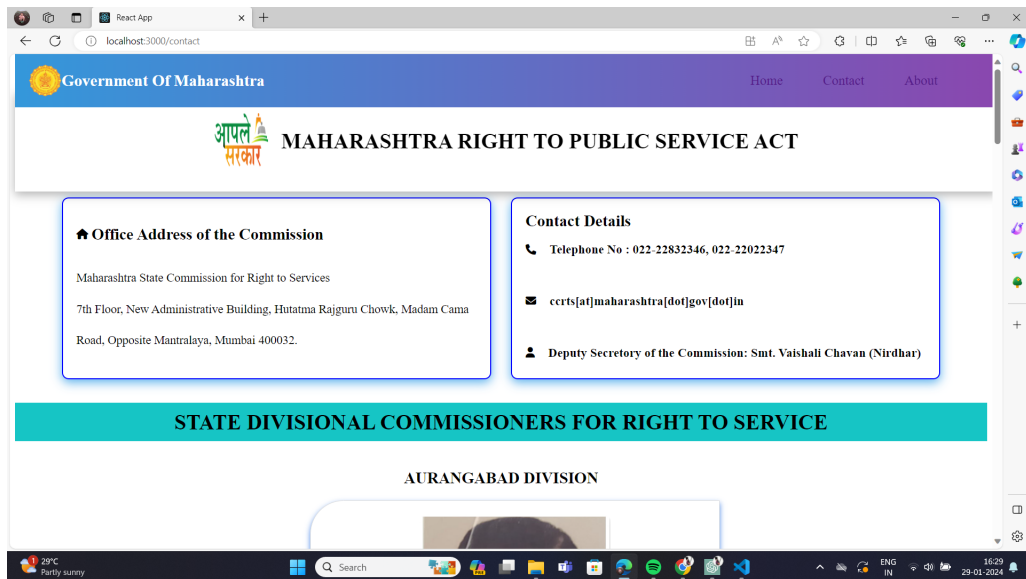 React App
localhost:3000/contact
Government Of Maharashtra
Home
Contact
About
आपले
सरकार
MAHARASHTRA RIGHT TO PUBLIC SERVICE ACT
Office Address of the Commission
Maharashtra State Commission for Right to Services
7th Floor, New Administrative Building, Hutatma Rajguru Chowk, Madam Cama
Road, Opposite Mantralaya, Mumbai 400032.
Contact Details
Telephone No : 022-22832346, 022-22022347
ccrts[at]maharashtra[dot]gov[dot]in
Deputy Secretary of the Commission: Smt. Vaishali Chavan (Nirdhar)
STATE DIVISIONAL COMMISSIONERS FOR RIGHT TO SERVICE
AURANGABAD DIVISION
1
29°C
Partly sunny
Search
ENG
IN
16:29
29-01-2024